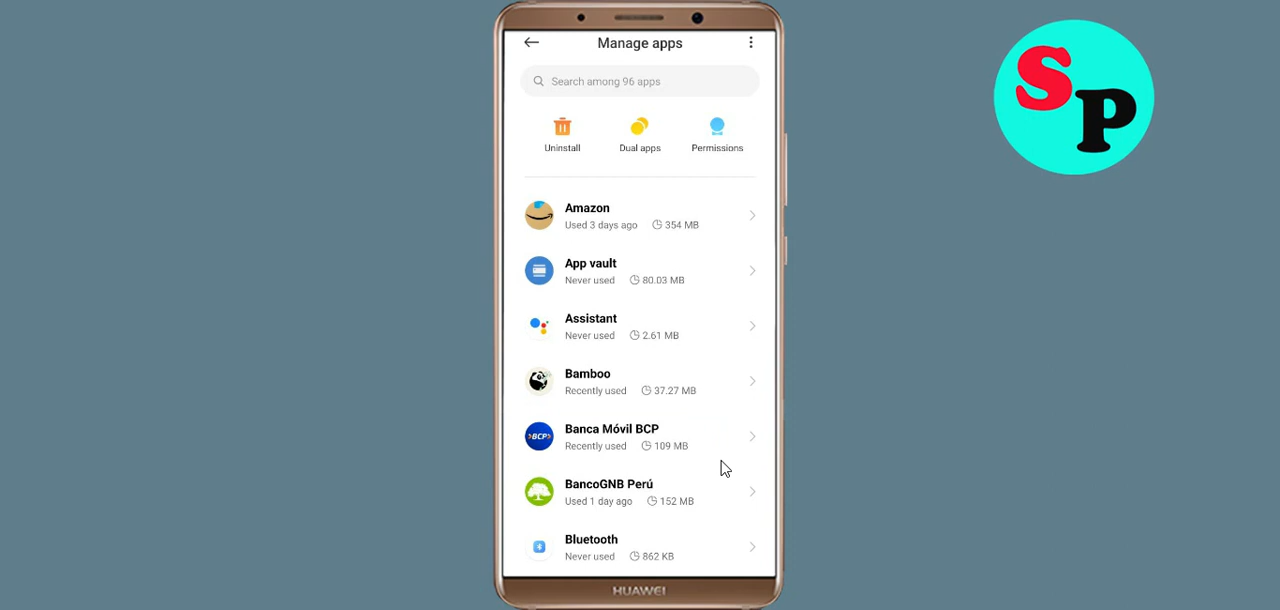 Manage apps
Search among 96 apps
Uninstall Dual apps Permissions
Amazon
Used 3 days ago 354 MB
App vault
Never used 80.03 MB
Assistant
Never used 2.61 MB
Bamboo
Recently used 37.27 MB
Banca Móvil BCP
Recently used 109 MB
BancoGNB Perú
Used 1 day ago 152 MB
Bluetooth
Never used 862 KB
HUAWEI
SP
›BCP›